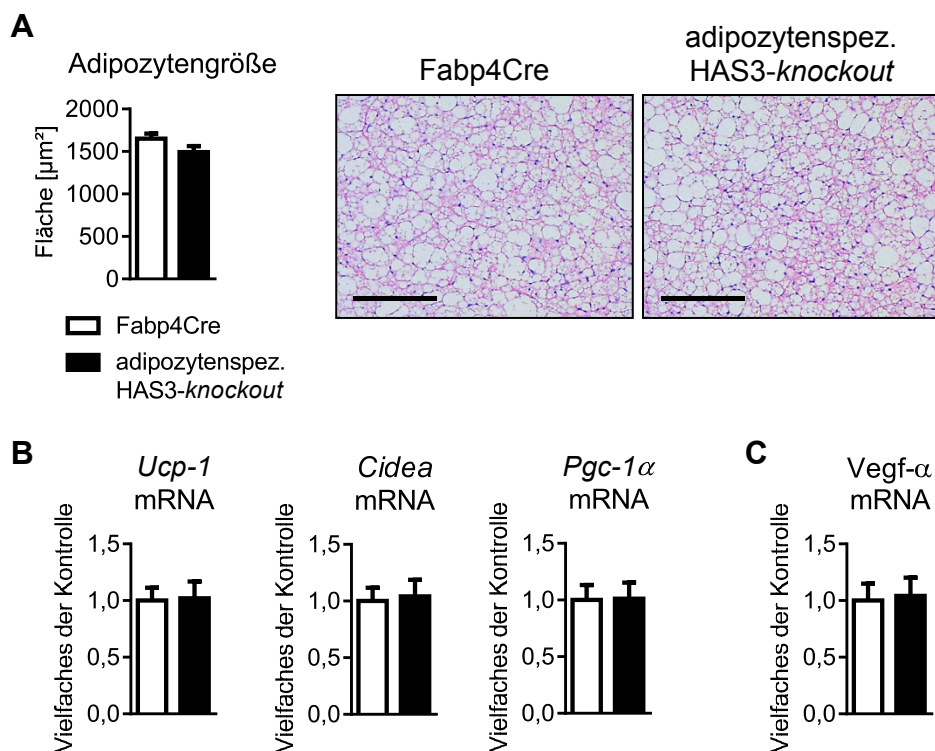 A
Adipozytengröße
Fläche [µm²]
2000
1500
1000
500
0
Fabp4Cre
adipozytenspez.
HAS3-knockout
Fabp4Cre
adipozytenspez.
HAS3-knockout
B
Ucp-1
mRNA
Vielfaches der Kontrolle
1,5
1,0
0,5
0,0
Cidea
mRNA
Vielfaches der Kontrolle
1,5
1,0
0,5
0,0
Pgc-1α
mRNA
Vielfaches der Kontrolle
1,5
1,0
0,5
0,0
C
Vegf-α
mRNA
Vielfaches der Kontrolle
1,5
1,0
0,5
0,0